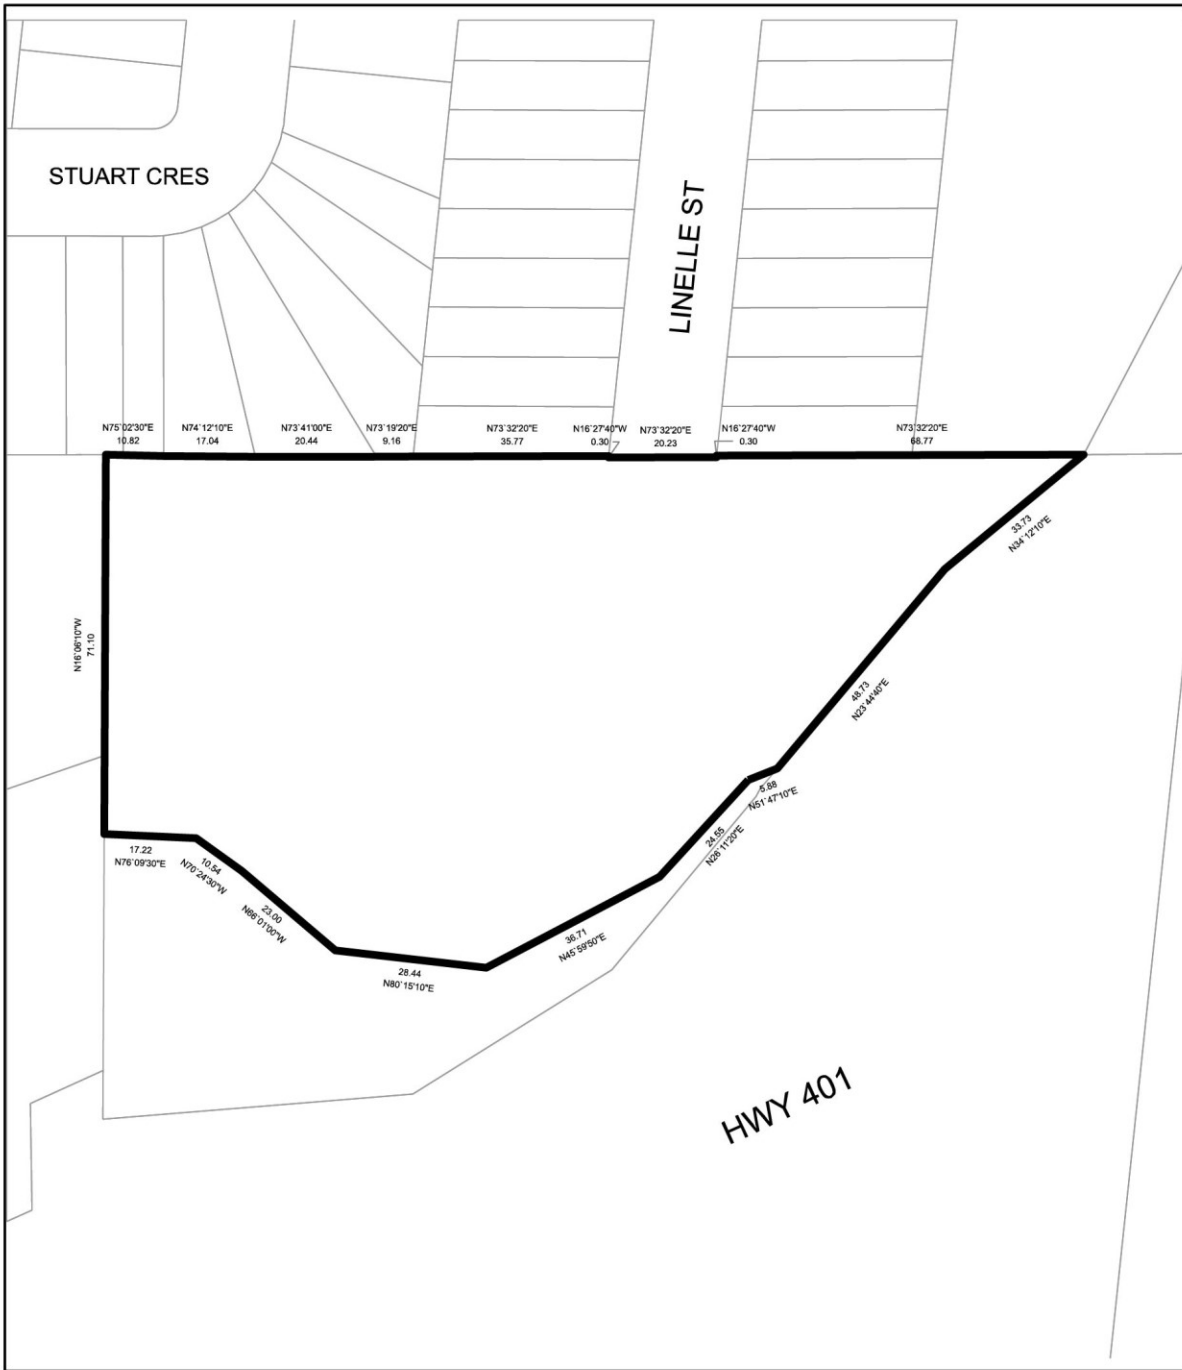 STUART CRES
LINELLE ST
N75°02'30"E
10.82
N74°12'10"E
17.04
N73°41'00"E
20.44
N73°19'20"E
9.16
N73°32'20"E
35.77
N16°27'40"W
0.30
N73°32'20"E
20.23
N16°27'40"W
0.30
N73°32'20"E
68.77
33.73
N34°12'10"E
N16°06'10"W
71.10
48.73
N23°44'40"E
5.88
N51°47'10"E
24.55
N26°11'20"E
17.22
N76°09'30"E
10.54
N70°24'30"W
23.00
N66°01'00"W
36.71
N45°59'50"E
28.44
N80°15'10"E
HWY 401